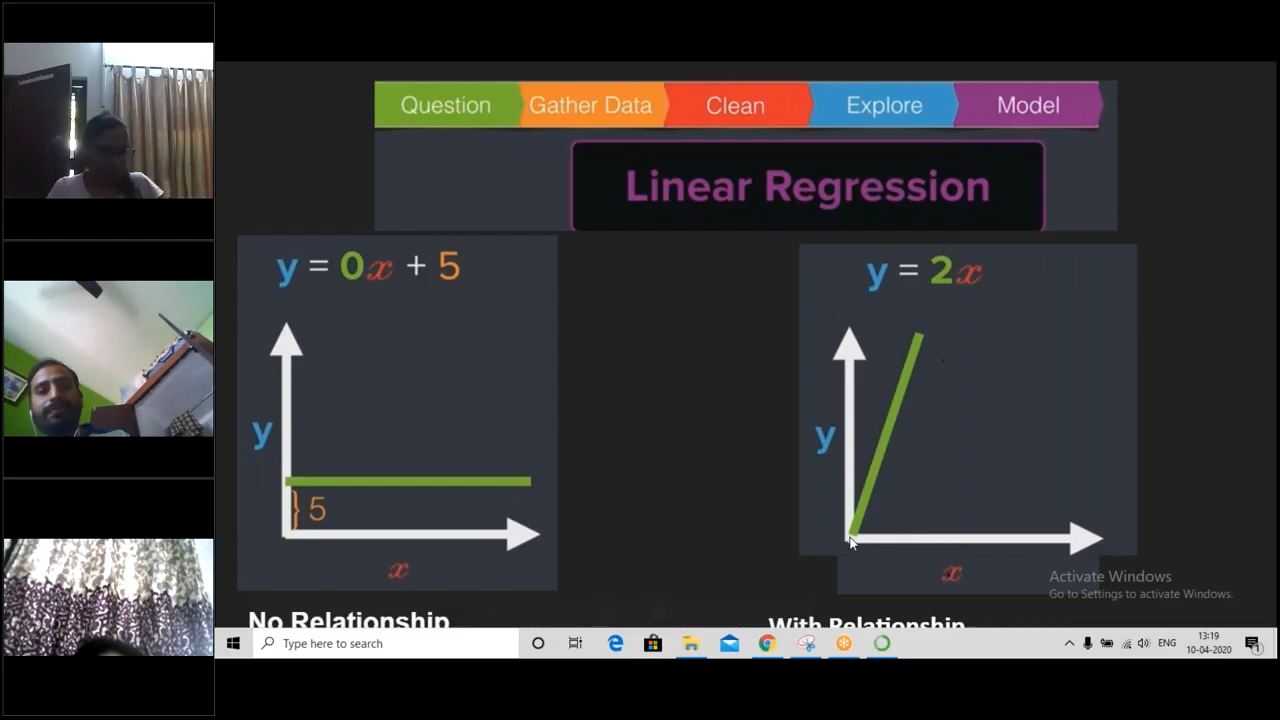 Question Gather Data Clean Explore Model
Linear Regression
y = 0x + 5
y
5
x
No Relationship
y = 2x
y
x
With Relationship
Activate Windows
Go to Settings to activate Windows.
Type here to search
ENG
13:19
10-04-2020
1